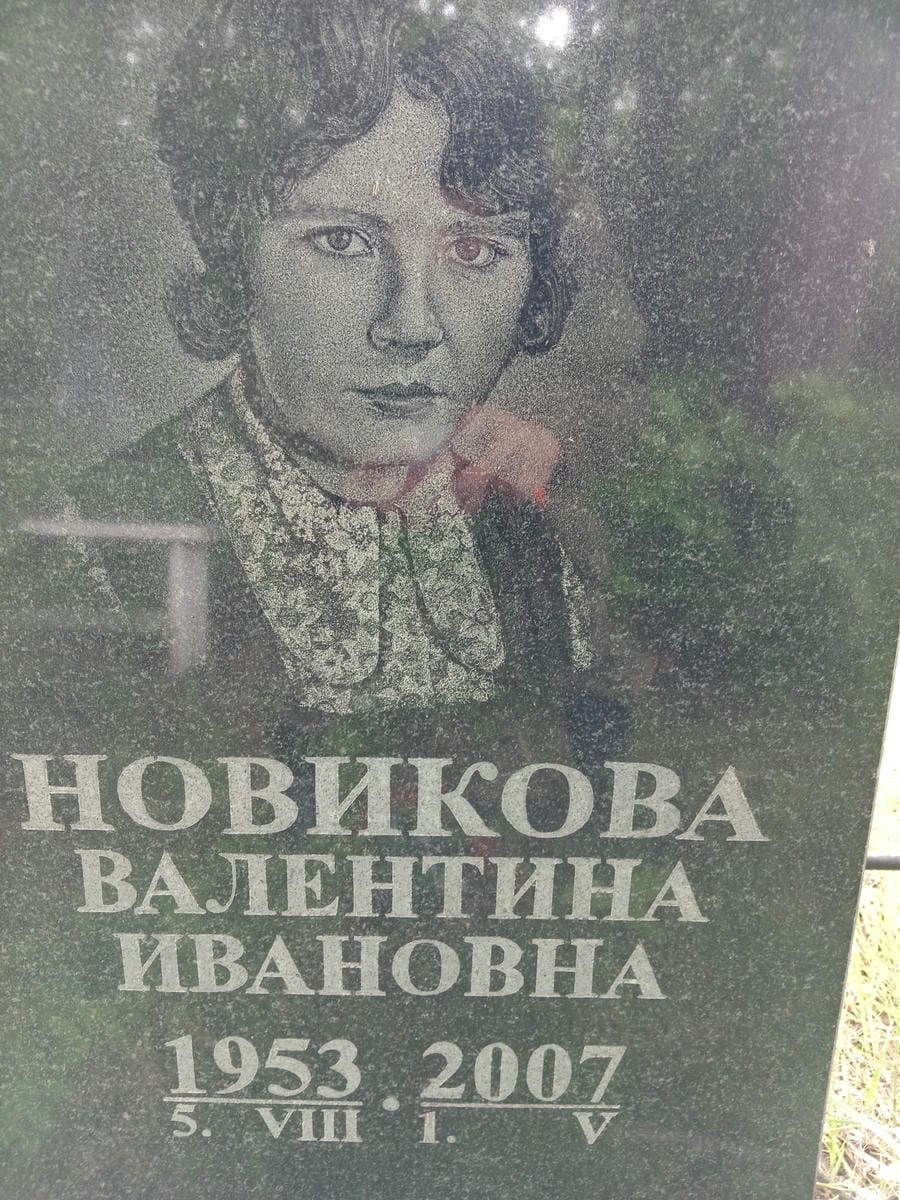 НОВИКОВА
ВАЛЕНТИНА
ИВАНОВНА
1953 • 2007
5. VIII 1. V